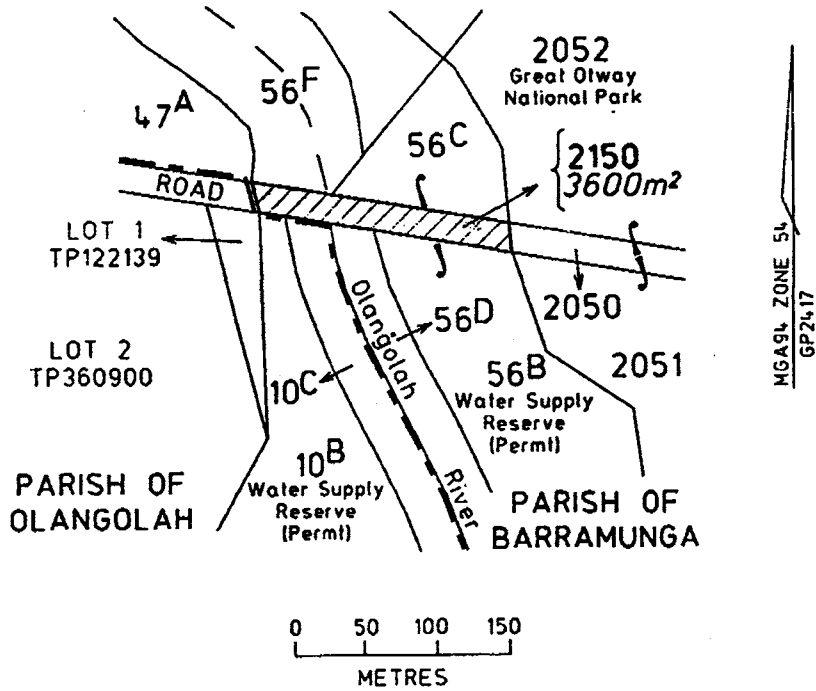 2052
Great Otway
National Park
56F
47A
56C
2150
3600m²
ROAD
LOT 1
TP122139
MGA94 ZONE 54
GP2417
Olangolah
River
56D
2050
LOT 2
TP360900
10C
56B
Water Supply
Reserve
(Permt)
2051
10B
Water Supply
Reserve
(Permt)
PARISH OF
OLANGOLAH
PARISH OF
BARRAMUNGA
0 50 100 150
METRES